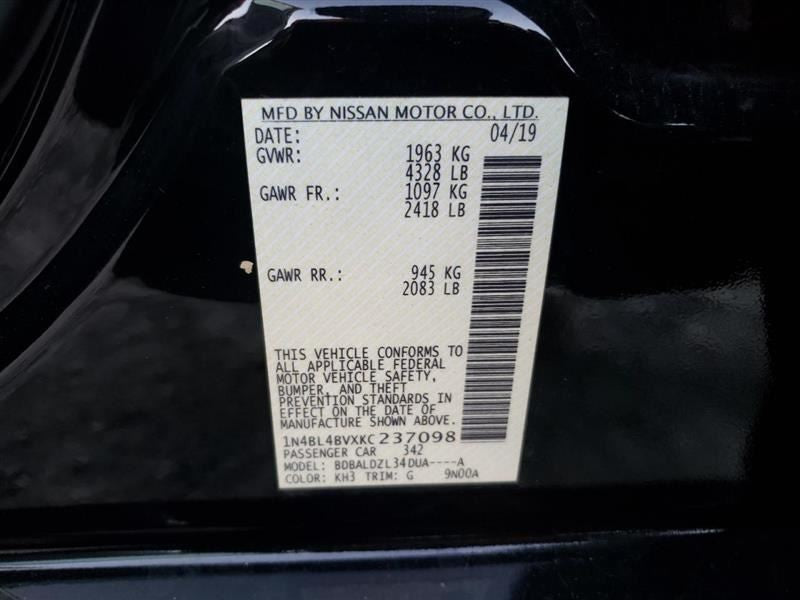 MFD BY NISSAN MOTOR CO., LTD.
DATE: 04/19
GVWR: 1963 KG
4328 LB
GAWR FR.: 1097 KG
2418 LB
GAWR RR.: 945 KG
2083 LB
THIS VEHICLE CONFORMS TO
ALL APPLICABLE FEDERAL
MOTOR VEHICLE SAFETY,
BUMPER, AND THEFT
PREVENTION STANDARDS IN
EFFECT ON THE DATE OF
MANUFACTURE SHOWN ABOVE.
1N4BL4BVXKC237098
PASSENGER CAR 342
MODEL: BDBALDZL34DUA----A
COLOR: KH3 TRIM: G 9N00A